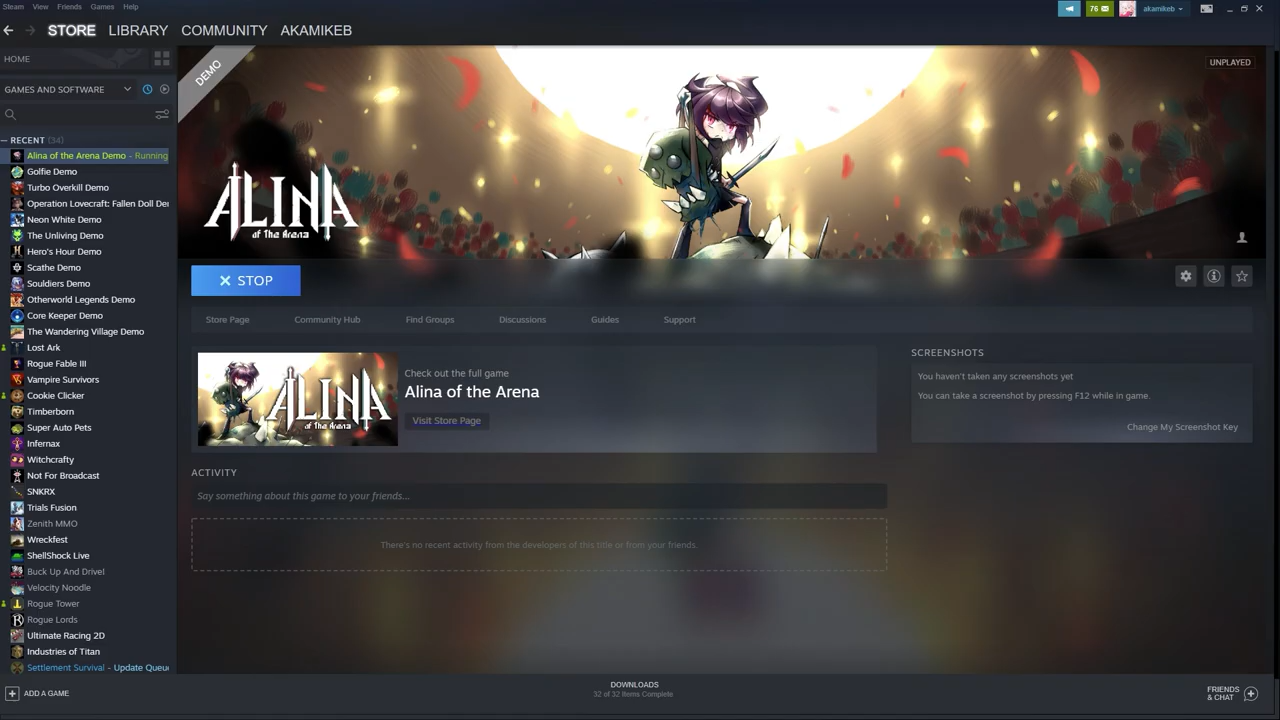 Steam View Friends Games Help
76
akamikeb
STORE LIBRARY COMMUNITY AKAMIKEB
HOME
GAMES AND SOFTWARE
RECENT (34)
Alina of the Arena Demo - Running
Golfie Demo
Turbo Overkill Demo
Operation Lovecraft: Fallen Doll De
Neon White Demo
The Unliving Demo
Hero's Hour Demo
Scathe Demo
Souldiers Demo
Otherworld Legends Demo
Core Keeper Demo
The Wandering Village Demo
Lost Ark
Rogue Fable III
Vampire Survivors
Cookie Clicker
Timberborn
Super Auto Pets
Infernax
Witchcrafty
Not For Broadcast
SNKRX
Trials Fusion
Zenith MMO
Wreckfest
ShellShock Live
Buck Up And Drive!
Velocity Noodle
Rogue Tower
Rogue Lords
Ultimate Racing 2D
Industries of Titan
Settlement Survival - Update Queu
ADD A GAME
DEMO
UNPLAYED
ALINA
of The Arena
STOP
Store Page Community Hub Find Groups Discussions Guides Support
ALINA
of The Arena
Check out the full game
Alina of the Arena
Visit Store Page
SCREENSHOTS
You haven't taken any screenshots yet
You can take a screenshot by pressing F12 while in game.
Change My Screenshot Key
ACTIVITY
Say something about this game to your friends...
There's no recent activity from the developers of this title or from your friends.
DOWNLOADS
32 of 32 Items Complete
FRIENDS
& CHAT